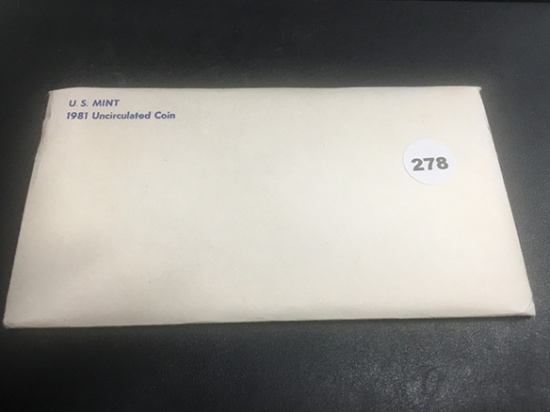 U.S. MINT
1981 Uncirculated Coin
278